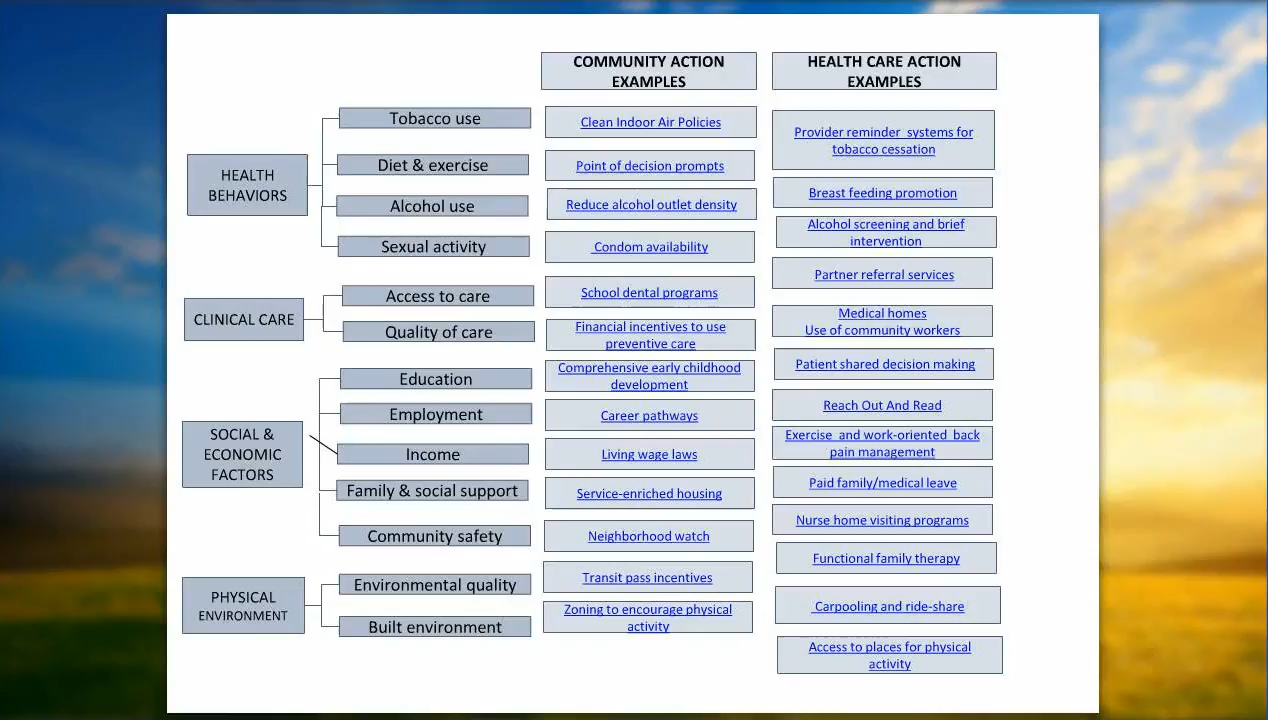 COMMUNITY ACTION
EXAMPLES
HEALTH CARE ACTION
EXAMPLES
HEALTH
BEHAVIORS
Tobacco use
Diet & exercise
Alcohol use
Sexual activity
CLINICAL CARE
Access to care
Quality of care
SOCIAL &
ECONOMIC
FACTORS
Education
Employment
Income
Family & social support
Community safety
PHYSICAL
ENVIRONMENT
Environmental quality
Built environment
Clean Indoor Air Policies
Point of decision prompts
Reduce alcohol outlet density
Condom availability
School dental programs
Financial incentives to use
preventive care
Comprehensive early childhood
development
Career pathways
Living wage laws
Service-enriched housing
Neighborhood watch
Transit pass incentives
Zoning to encourage physical
activity
Provider reminder systems for
tobacco cessation
Breast feeding promotion
Alcohol screening and brief
intervention
Partner referral services
Medical homes
Use of community workers
Patient shared decision making
Reach Out And Read
Exercise and work-oriented back
pain management
Paid family/medical leave
Nurse home visiting programs
Functional family therapy
Carpooling and ride-share
Access to places for physical
activity